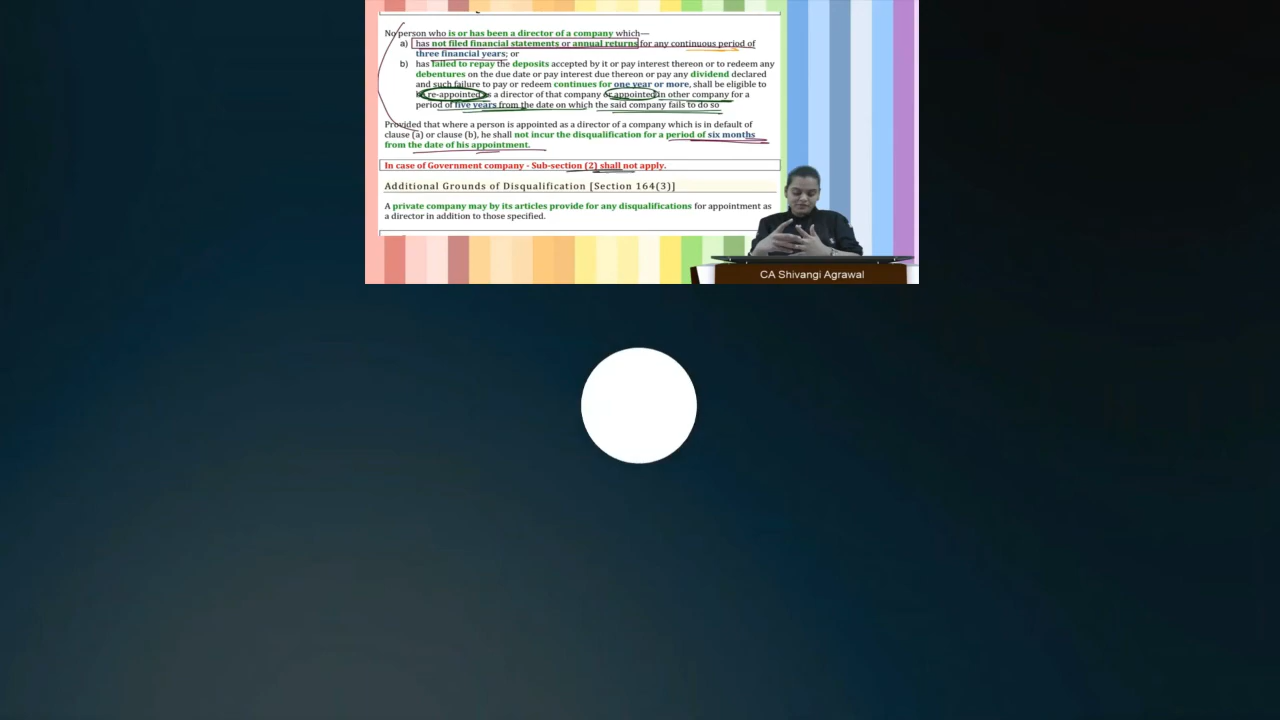 No person who is or has been a director of a company which—
a) has not filed financial statements or annual returns for any continuous period of
three financial years; or
b) has failed to repay the deposits accepted by it or pay interest thereon or to redeem any
debentures on the due date or pay interest due thereon or pay any dividend declared
and such failure to pay or redeem continues for one year or more, shall be eligible to
be re-appointed as a director of that company or appointed in other company for a
period of five years from the date on which the said company fails to do so
Provided that where a person is appointed as a director of a company which is in default of
clause (a) or clause (b), he shall not incur the disqualification for a period of six months
from the date of his appointment.
In case of Government company - Sub-section (2) shall not apply.
Additional Grounds of Disqualification [Section 164(3)]
A private company may by its articles provide for any disqualifications for appointment as
a director in addition to those specified.
CA Shivangi Agrawal